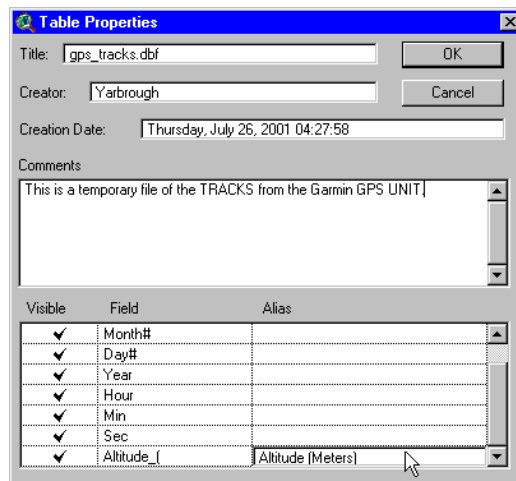 Table Properties
Title: gps_tracks.dbf OK
Creator: Yarbrough Cancel
Creation Date: Thursday, July 26, 2001 04:27:58
Comments
This is a temporary file of the TRACKS from the Garmin GPS UNIT.
Visible Field Alias
Month#
Day#
Year
Hour
Min
Sec
Altitude_( Altitude (Meters)